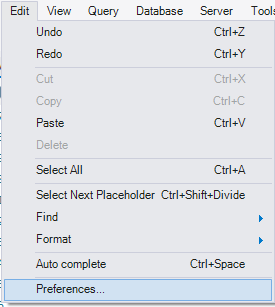 Edit View Query Database Server Tools
Undo Ctrl+Z
Redo Ctrl+Y
Cut Ctrl+X
Copy Ctrl+C
Paste Ctrl+V
Delete
Select All Ctrl+A
Select Next Placeholder Ctrl+Shift+Divide
Find
Format
Auto complete Ctrl+Space
Preferences...